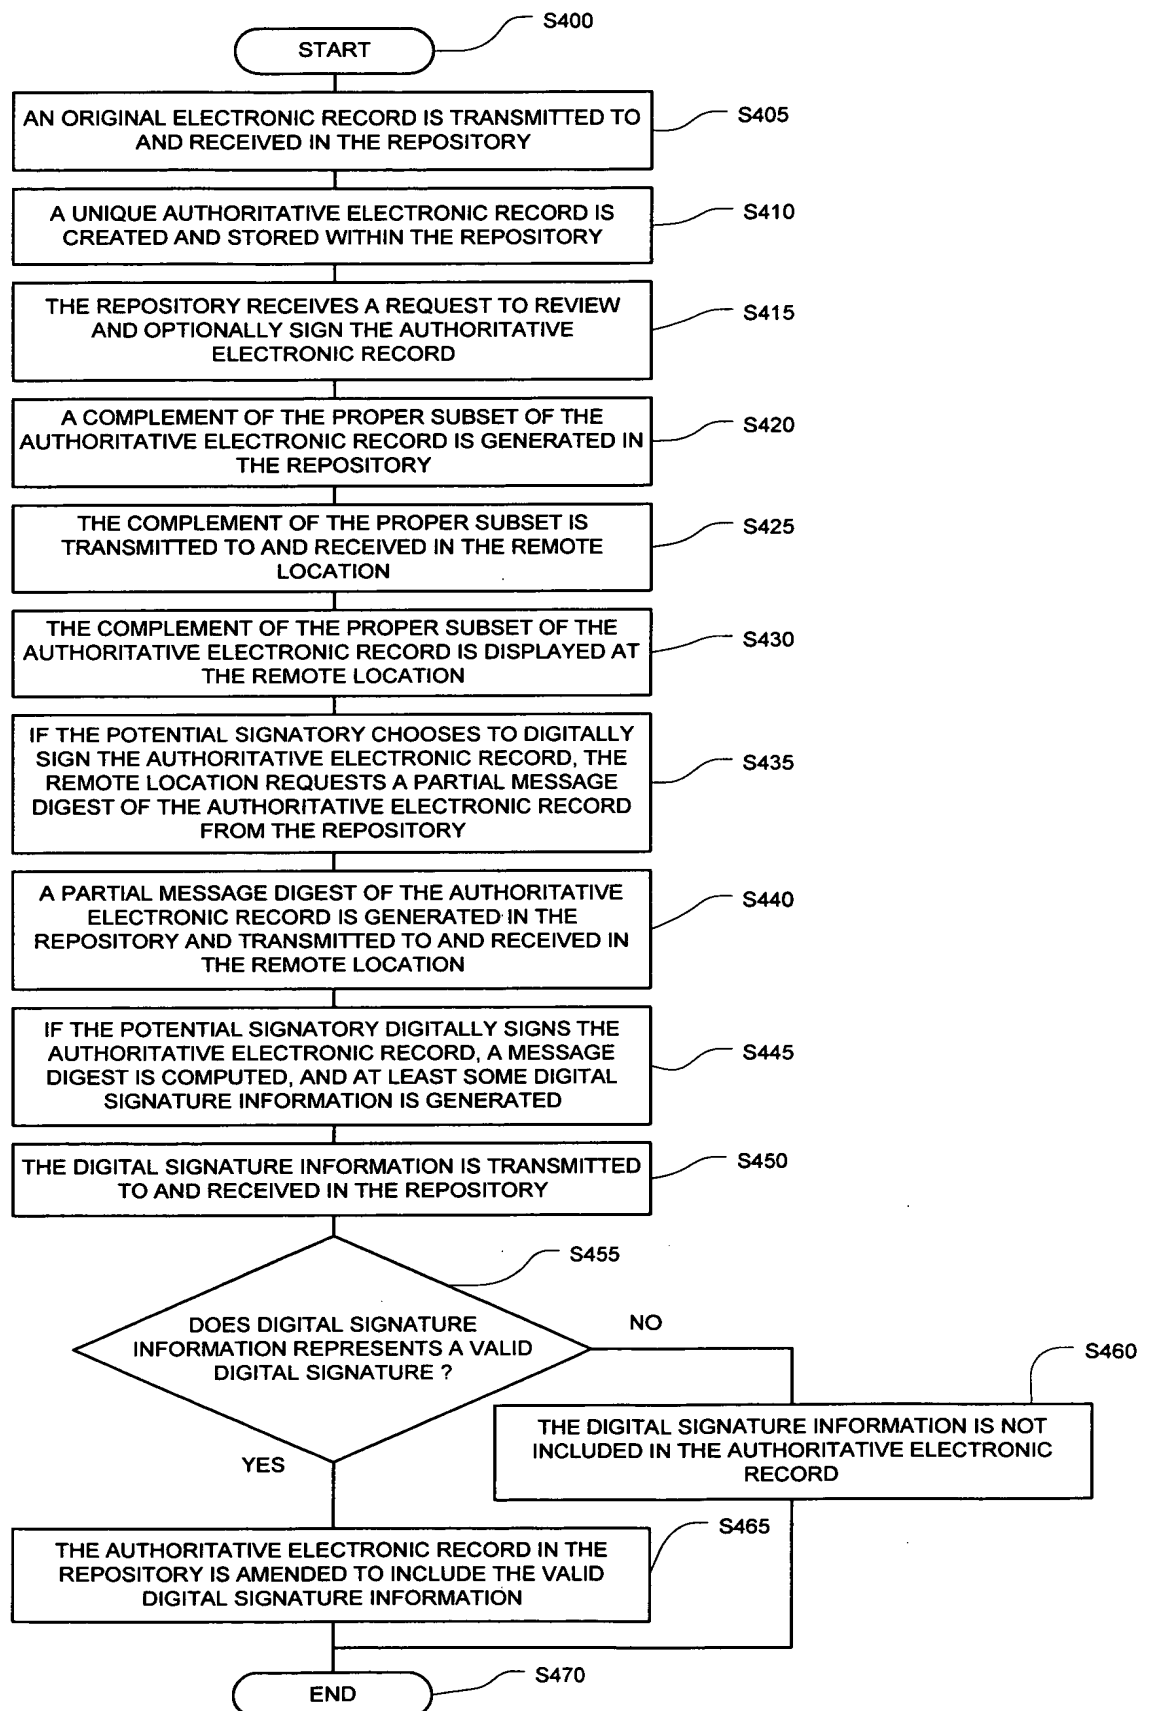 S400
START
AN ORIGINAL ELECTRONIC RECORD IS TRANSMITTED TO
AND RECEIVED IN THE REPOSITORY
S405
A UNIQUE AUTHORITATIVE ELECTRONIC RECORD IS
CREATED AND STORED WITHIN THE REPOSITORY
S410
THE REPOSITORY RECEIVES A REQUEST TO REVIEW
AND OPTIONALLY SIGN THE AUTHORITATIVE
ELECTRONIC RECORD
S415
A COMPLEMENT OF THE PROPER SUBSET OF THE
AUTHORITATIVE ELECTRONIC RECORD IS GENERATED IN
THE REPOSITORY
S420
THE COMPLEMENT OF THE PROPER SUBSET IS
TRANSMITTED TO AND RECEIVED IN THE REMOTE
LOCATION
S425
THE COMPLEMENT OF THE PROPER SUBSET OF THE
AUTHORITATIVE ELECTRONIC RECORD IS DISPLAYED AT
THE REMOTE LOCATION
S430
IF THE POTENTIAL SIGNATORY CHOOSES TO DIGITALLY
SIGN THE AUTHORITATIVE ELECTRONIC RECORD, THE
REMOTE LOCATION REQUESTS A PARTIAL MESSAGE
DIGEST OF THE AUTHORITATIVE ELECTRONIC RECORD
FROM THE REPOSITORY
S435
A PARTIAL MESSAGE DIGEST OF THE AUTHORITATIVE
ELECTRONIC RECORD IS GENERATED IN THE
REPOSITORY AND TRANSMITTED TO AND RECEIVED IN
THE REMOTE LOCATION
S440
IF THE POTENTIAL SIGNATORY DIGITALLY SIGNS THE
AUTHORITATIVE ELECTRONIC RECORD, A MESSAGE
DIGEST IS COMPUTED, AND AT LEAST SOME DIGITAL
SIGNATURE INFORMATION IS GENERATED
S445
THE DIGITAL SIGNATURE INFORMATION IS TRANSMITTED
TO AND RECEIVED IN THE REPOSITORY
S450
S455
DOES DIGITAL SIGNATURE
INFORMATION REPRESENTS A VALID
DIGITAL SIGNATURE ?
NO
S460
THE DIGITAL SIGNATURE INFORMATION IS NOT
INCLUDED IN THE AUTHORITATIVE ELECTRONIC
RECORD
YES
S465
THE AUTHORITATIVE ELECTRONIC RECORD IN THE
REPOSITORY IS AMENDED TO INCLUDE THE VALID
DIGITAL SIGNATURE INFORMATION
S470
END